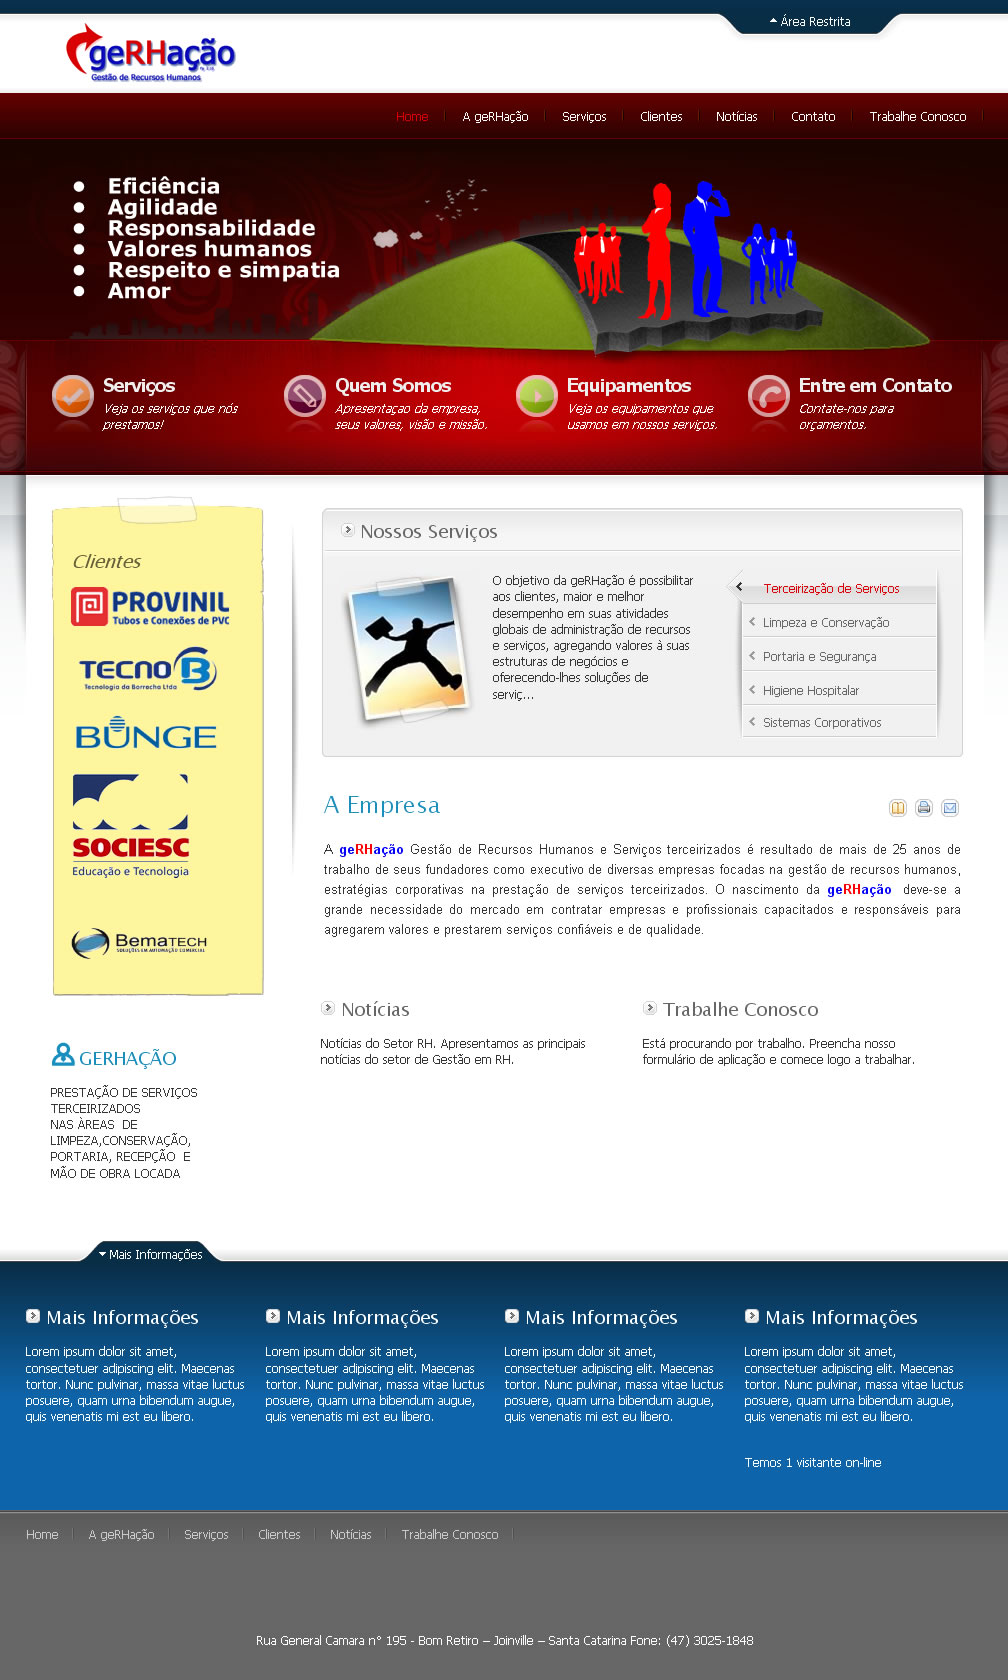 Área Restrita
geRHação
Gestão de Recursos Humanos
Home A geRHação Serviços Clientes Notícias Contato Trabalhe Conosco
● Eficiência
● Agilidade
● Responsabilidade
● Valores humanos
● Respeito e simpatia
● Amor
Serviços
Veja os serviços que nós
prestamos!
Quem Somos
Apresentaçao da empresa,
seus valores, visão e missão.
Equipamentos
Veja os equipamentos que
usamos em nossos serviços.
Entre em Contato
Contate-nos para
orçamentos.
Clientes
PROVINIL
Tubos e Conexões de PVC
TECNO B
Tecnologia da Borracha Ltda
BUNGE
SOCIESC
Educação e Tecnologia
BEMATECH
SOLUÇÕES EM AUTOMAÇÃO COMERCIAL
GERHAÇÃO
PRESTAÇÃO DE SERVIÇOS
TERCEIRIZADOS
NAS ÀREAS DE
LIMPEZA,CONSERVAÇÃO,
PORTARIA, RECEPÇÃO E
MÃO DE OBRA LOCADA
Nossos Serviços
O objetivo da geRHação é possibilitar
aos clientes, maior e melhor
desempenho em suas atividades
globais de administração de recursos
e serviços, agregando valores à suas
estruturas de negócios e
oferecendo-lhes soluções de
serviç...
Terceirização de Serviços
Limpeza e Conservação
Portaria e Segurança
Higiene Hospitalar
Sistemas Corporativos
A Empresa
A geRHação Gestão de Recursos Humanos e Serviços terceirizados é resultado de mais de 25 anos de
trabalho de seus fundadores como executivo de diversas empresas focadas na gestão de recursos humanos,
estratégias corporativas na prestação de serviços terceirizados. O nascimento da geRHação deve-se a
grande necessidade do mercado em contratar empresas e profissionais capacitados e responsáveis para
agregarem valores e prestarem serviços confiáveis e de qualidade.
Notícias
Notícias do Setor RH. Apresentamos as principais
notícias do setor de Gestão em RH.
Trabalhe Conosco
Está procurando por trabalho. Preencha nosso
formulário de aplicação e comece logo a trabalhar.
Mais Informações
Mais Informações
Lorem ipsum dolor sit amet,
consectetuer adipiscing elit. Maecenas
tortor. Nunc pulvinar, massa vitae luctus
posuere, quam urna bibendum augue,
quis venenatis mi est eu libero.
Mais Informações
Lorem ipsum dolor sit amet,
consectetuer adipiscing elit. Maecenas
tortor. Nunc pulvinar, massa vitae luctus
posuere, quam urna bibendum augue,
quis venenatis mi est eu libero.
Mais Informações
Lorem ipsum dolor sit amet,
consectetuer adipiscing elit. Maecenas
tortor. Nunc pulvinar, massa vitae luctus
posuere, quam urna bibendum augue,
quis venenatis mi est eu libero.
Mais Informações
Lorem ipsum dolor sit amet,
consectetuer adipiscing elit. Maecenas
tortor. Nunc pulvinar, massa vitae luctus
posuere, quam urna bibendum augue,
quis venenatis mi est eu libero.
Temos 1 visitante on-line
Home A geRHação Serviços Clientes Notícias Trabalhe Conosco
Rua General Camara n° 195 - Bom Retiro – Joinville – Santa Catarina Fone: (47) 3025-1848